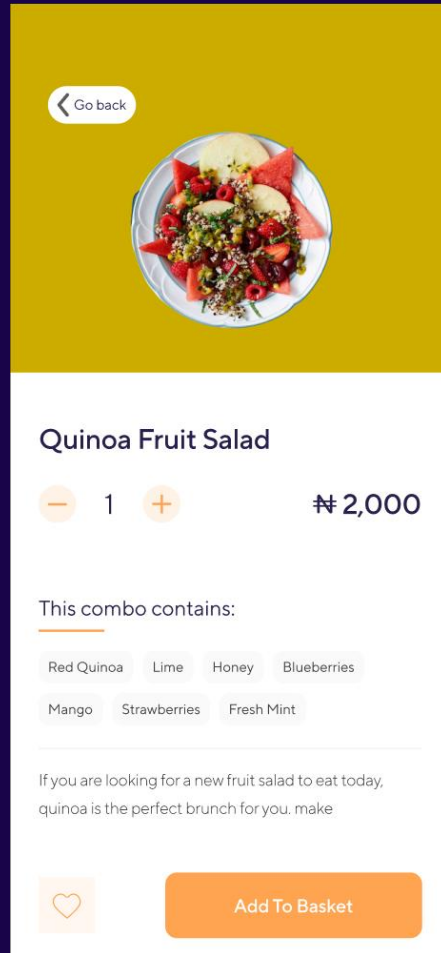 Go back
Quinoa Fruit Salad
1
₦ 2,000
This combo contains:
Red Quinoa
Lime
Honey
Blueberries
Mango
Strawberries
Fresh Mint
If you are looking for a new fruit salad to eat today,
quinoa is the perfect brunch for you. make
Add To Basket